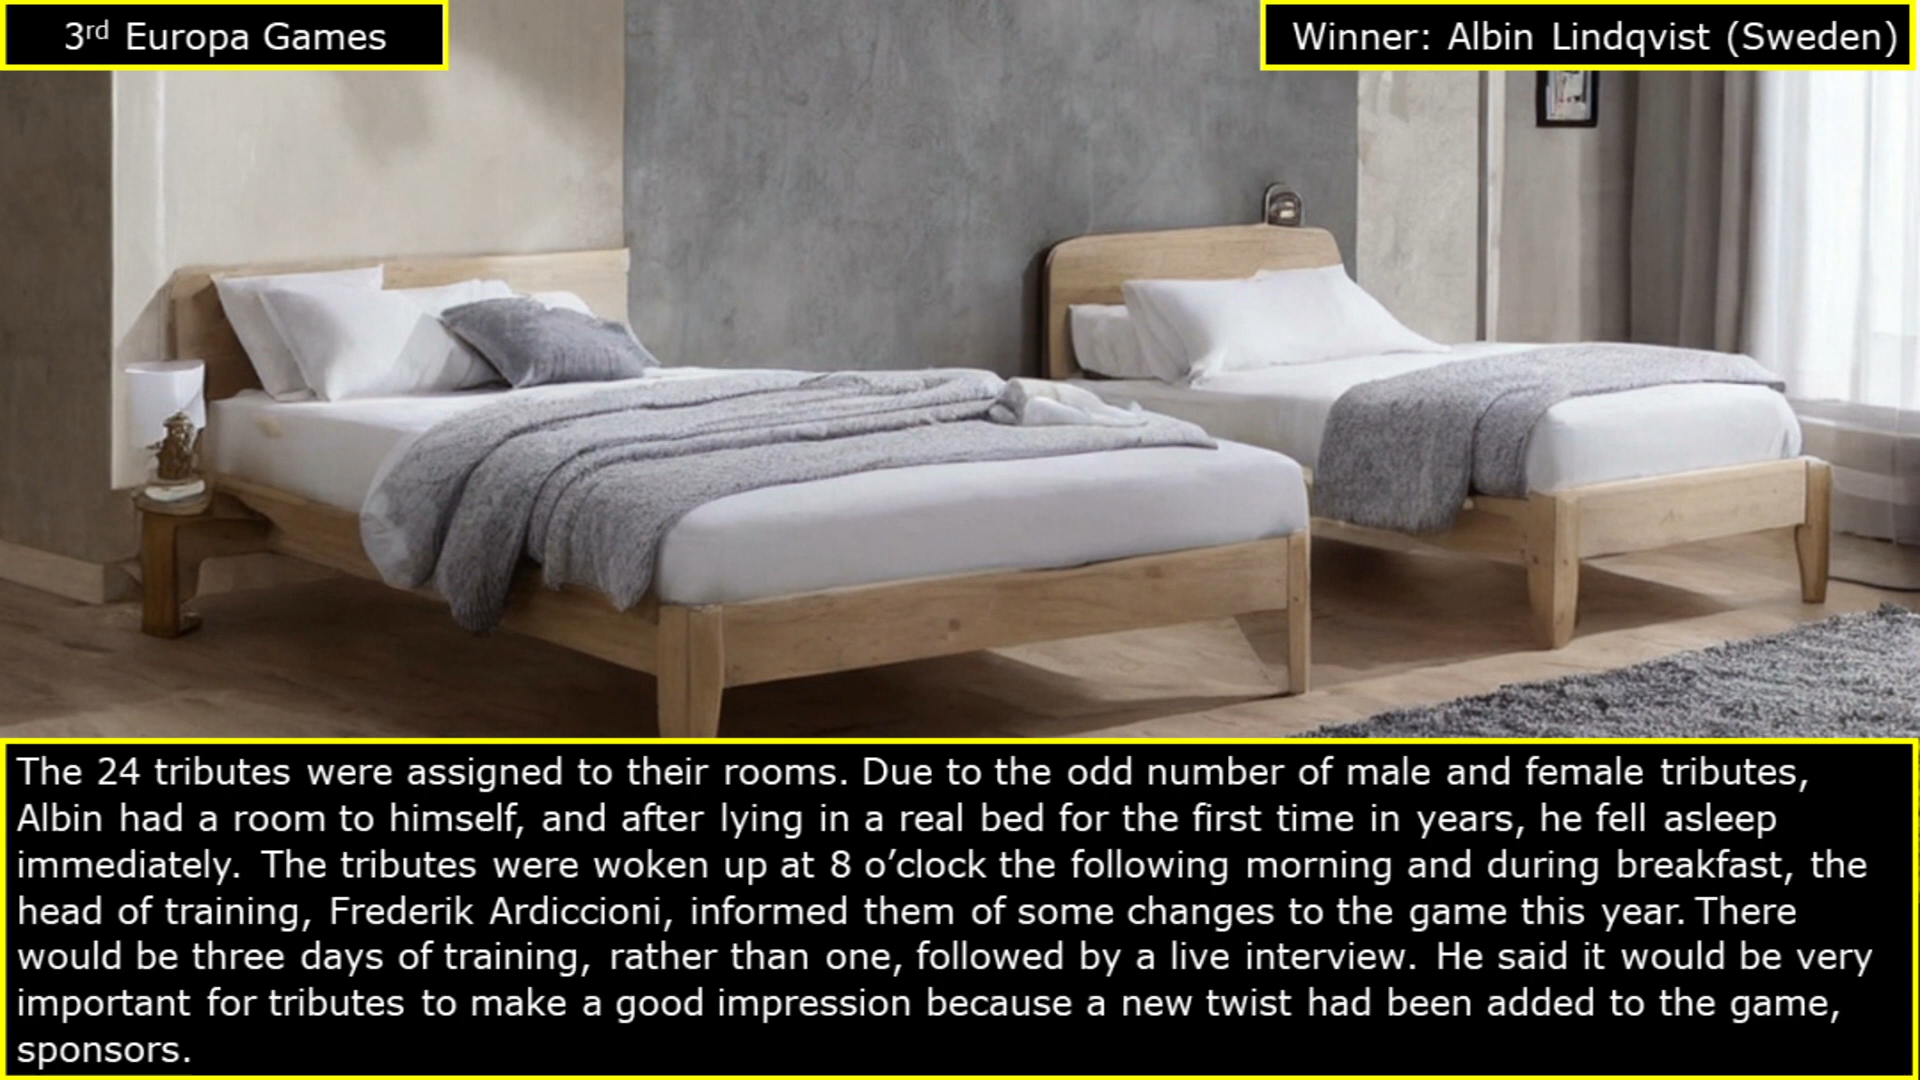 3rd Europa Games
Winner: Albin Lindqvist (Sweden)
The 24 tributes were assigned to their rooms. Due to the odd number of male and female tributes,
Albin had a room to himself, and after lying in a real bed for the first time in years, he fell asleep
immediately. The tributes were woken up at 8 o’clock the following morning and during breakfast, the
head of training, Frederik Ardiccioni, informed them of some changes to the game this year. There
would be three days of training, rather than one, followed by a live interview. He said it would be very
important for tributes to make a good impression because a new twist had been added to the game,
sponsors.